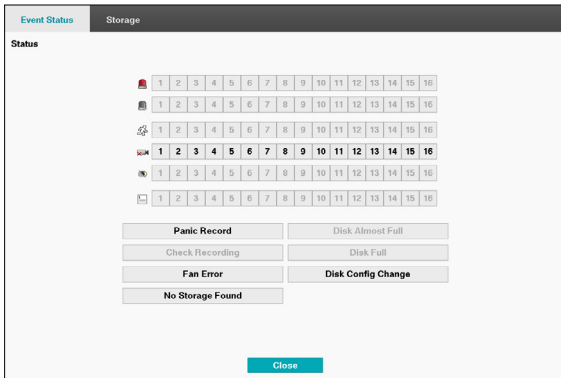 Event Status Storage
Status
1 2 3 4 5 6 7 8 9 10 11 12 13 14 15 16
1 2 3 4 5 6 7 8 9 10 11 12 13 14 15 16
1 2 3 4 5 6 7 8 9 10 11 12 13 14 15 16
1 2 3 4 5 6 7 8 9 10 11 12 13 14 15 16
1 2 3 4 5 6 7 8 9 10 11 12 13 14 15 16
1 2 3 4 5 6 7 8 9 10 11 12 13 14 15 16
Panic Record Disk Almost Full
Check Recording Disk Full
Fan Error Disk Config Change
No Storage Found
Close